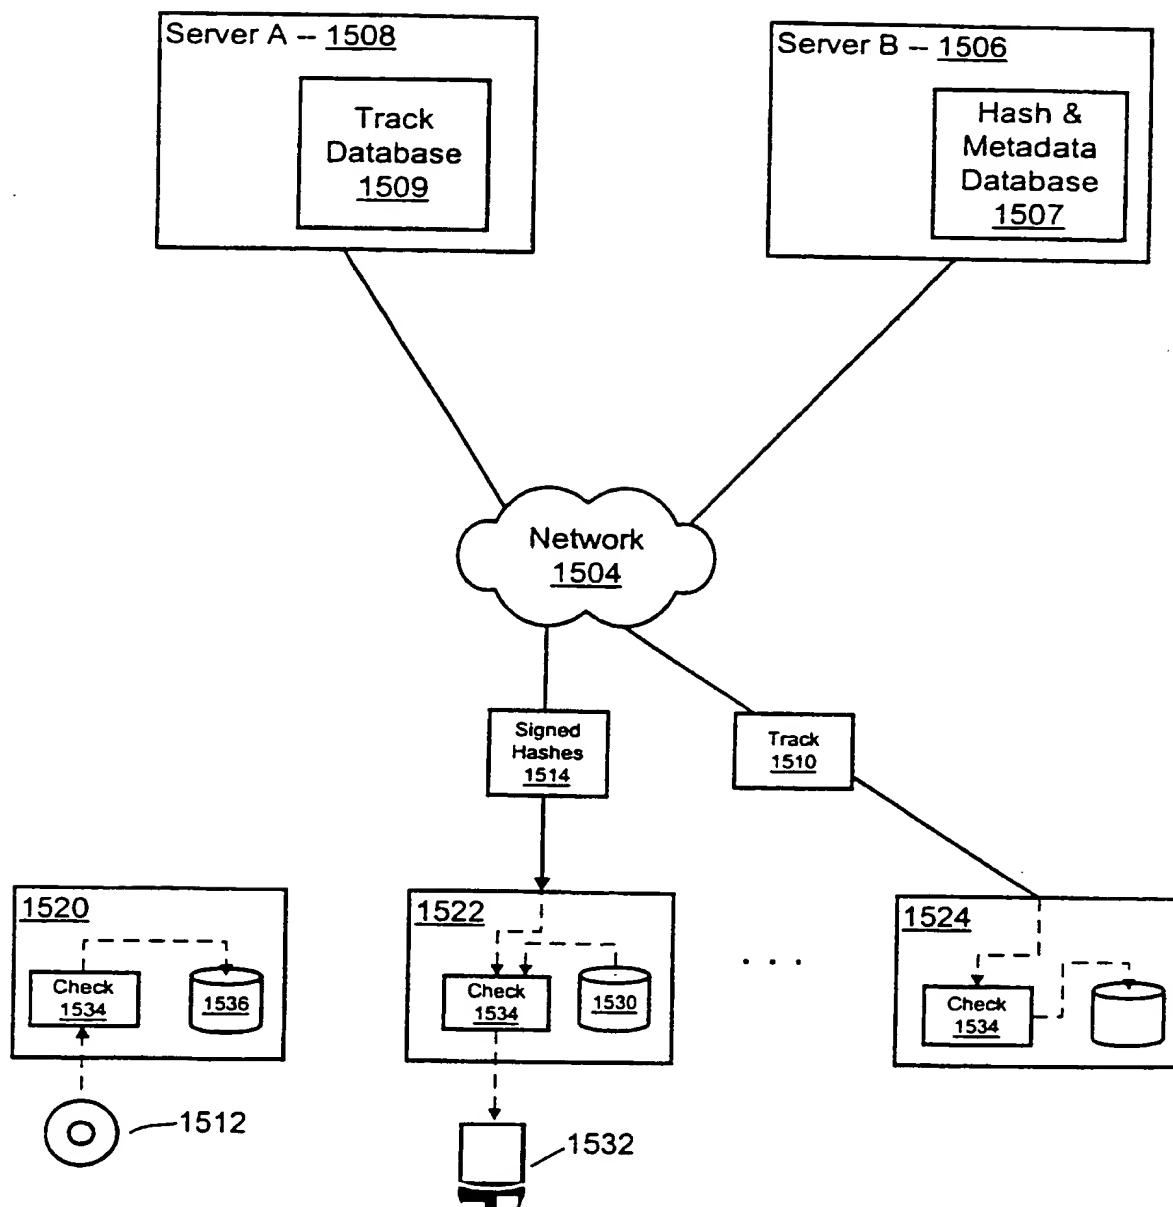 Server A -- 1508
Track
Database
1509
Server B -- 1506
Hash &
Metadata
Database
1507
Network
1504
Signed
Hashes
1514
Track
1510
1520
Check
1534
1536
1512
1522
Check
1534
1530
1532
. . .
1524
Check
1534